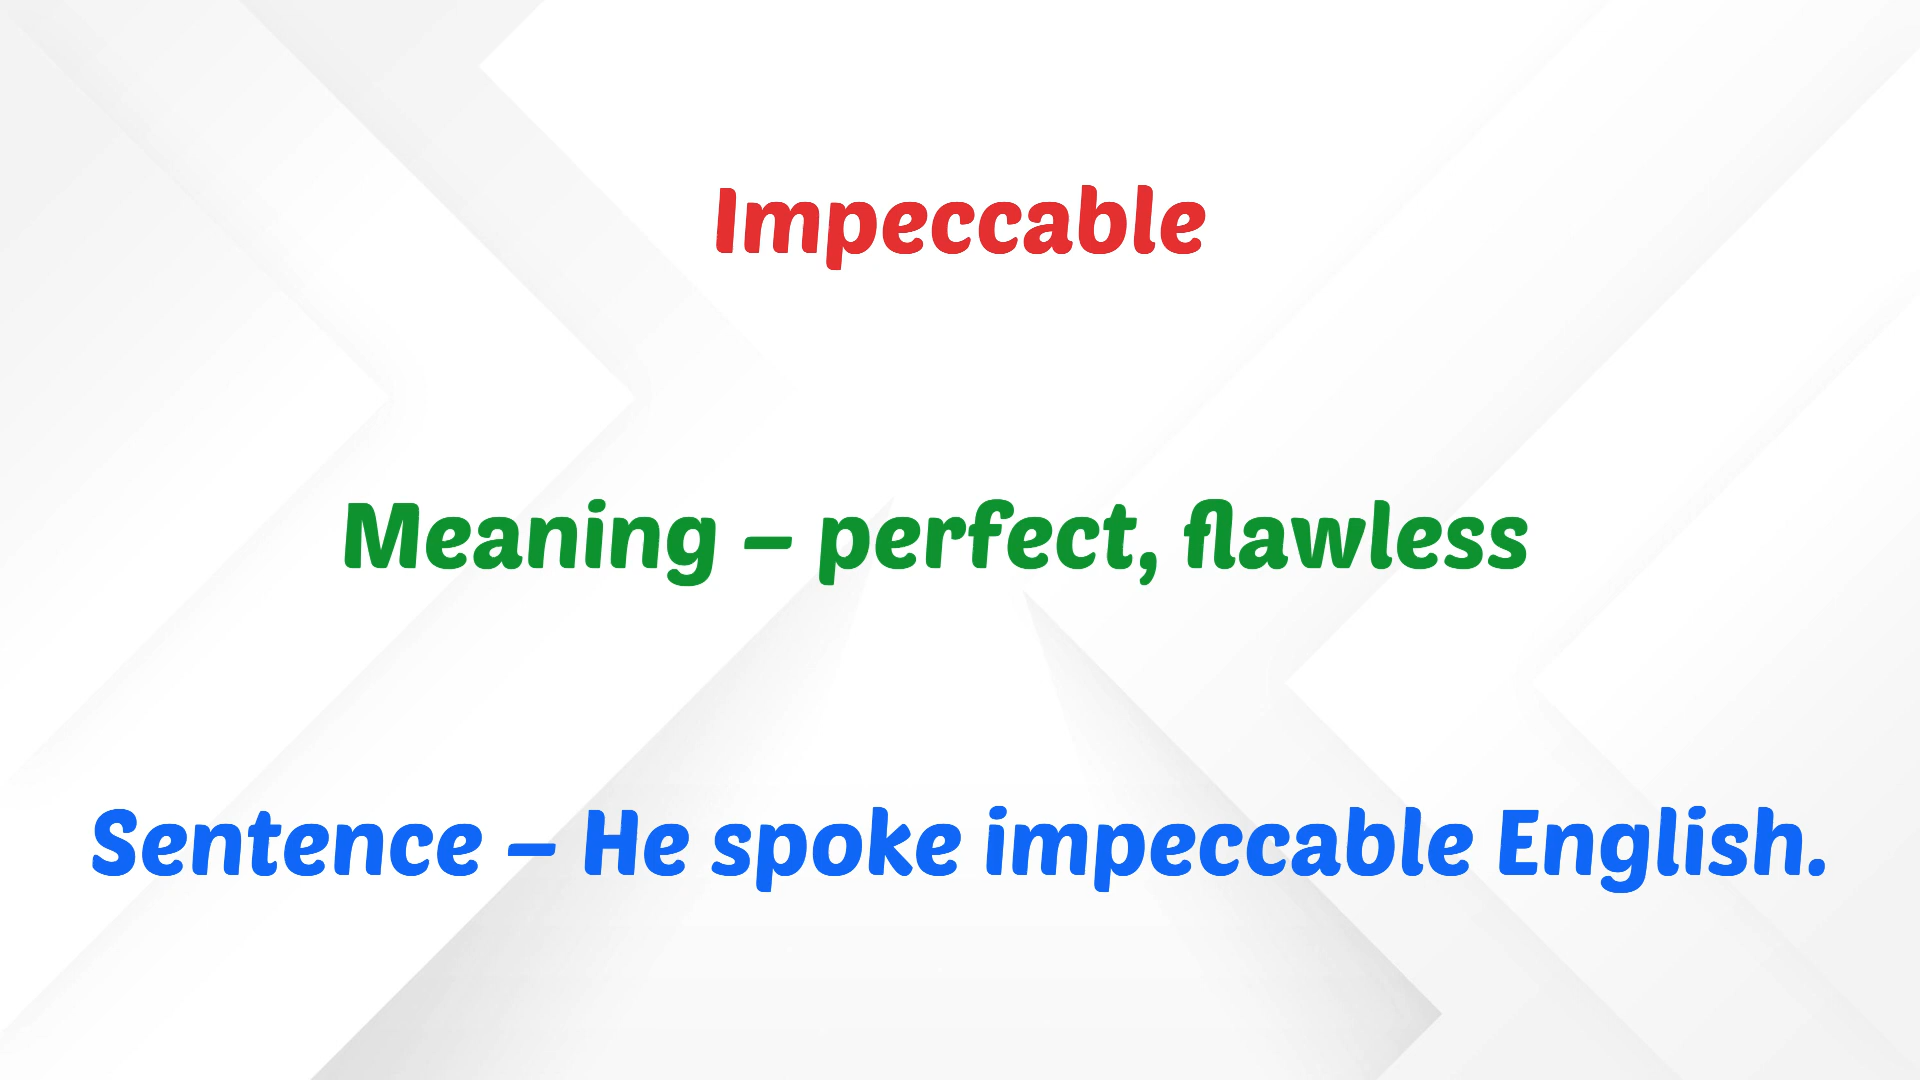 Impeccable
Meaning – perfect, flawless
Sentence – He spoke impeccable English.